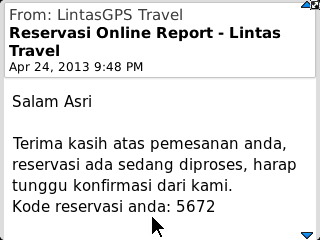 From: LintasGPS Travel
Reservasi Online Report - Lintas
Travel
Apr 24, 2013 9:48 PM
Salam Asri
Terima kasih atas pemesanan anda,
reservasi ada sedang diproses, harap
tunggu konfirmasi dari kami.
Kode reservasi anda: 5672